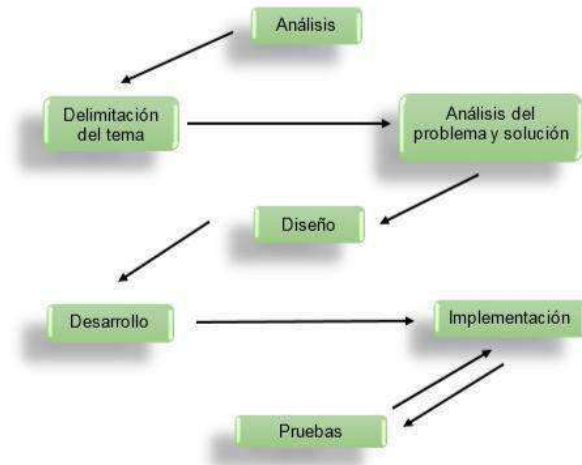 Análisis
Delimitación
del tema
Análisis del
problema y solución
Diseño
Desarrollo
Implementación
Pruebas